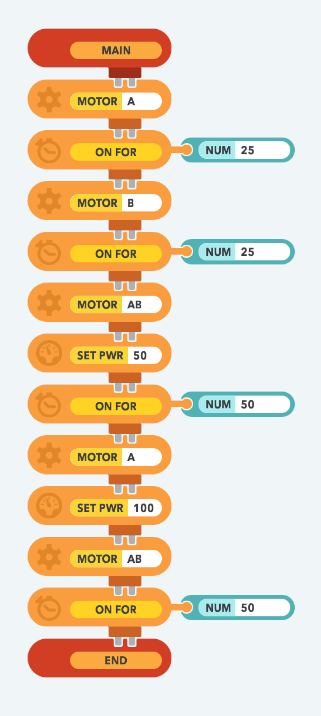 MAIN
MOTOR A
ON FOR NUM 25
MOTOR B
ON FOR NUM 25
MOTOR AB
SET PWR 50
ON FOR NUM 50
MOTOR A
SET PWR 100
MOTOR AB
ON FOR NUM 50
END